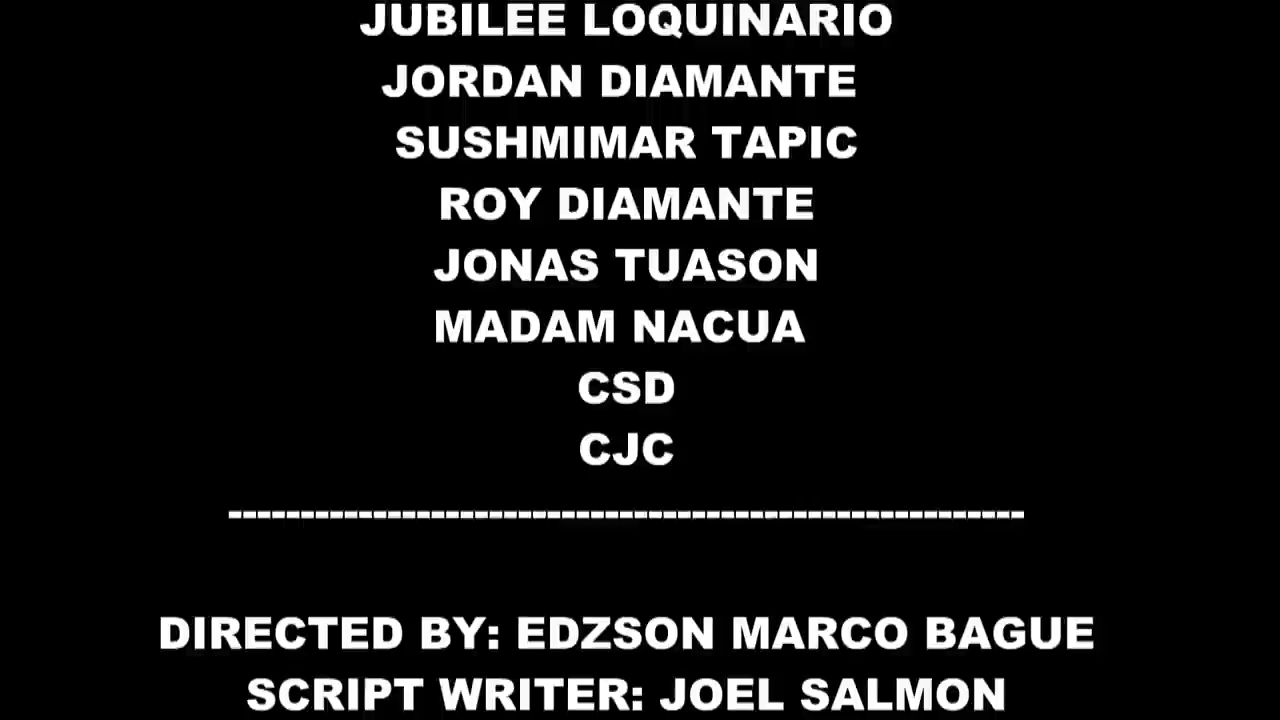 JUBILEE LOQUINARIO
JORDAN DIAMANTE
SUSHMIMAR TAPIC
ROY DIAMANTE
JONAS TUASON
MADAM NACUA
CSD
CJC
-------------------------------------------------------
DIRECTED BY: EDZSON MARCO BAGUE
SCRIPT WRITER: JOEL SALMON